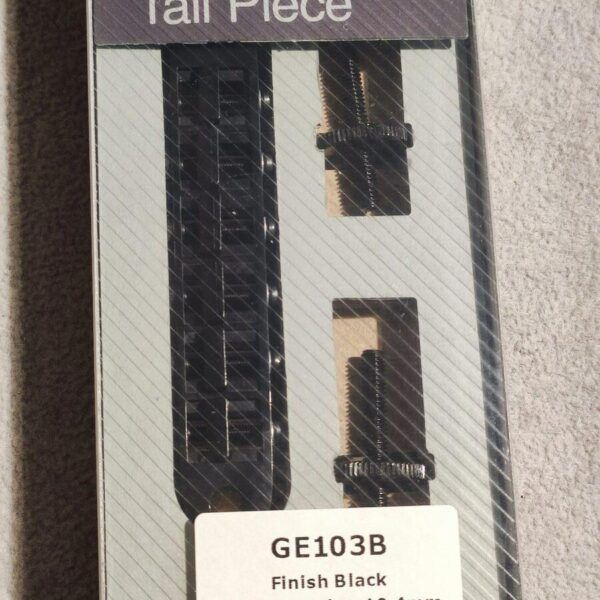 Tail Piece
GE103B
Finish Black